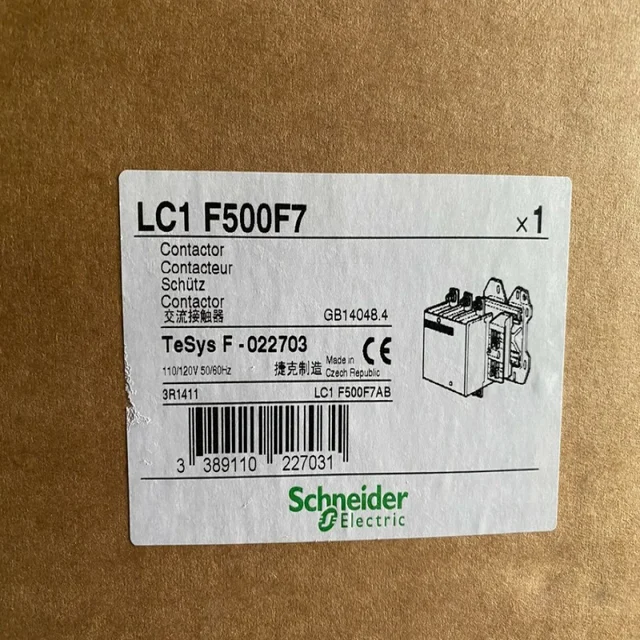 LC1 F500F7 ×1
Contactor
Contacteur
Schütz
Contactor
交流接触器 GB14048.4
TeSys F - 022703
110/120V 50/60Hz 捷克制造 Made in Czech Republic CE
3R1411 LC1 F500F7AB
3 389110 227031
Schneider
Electric